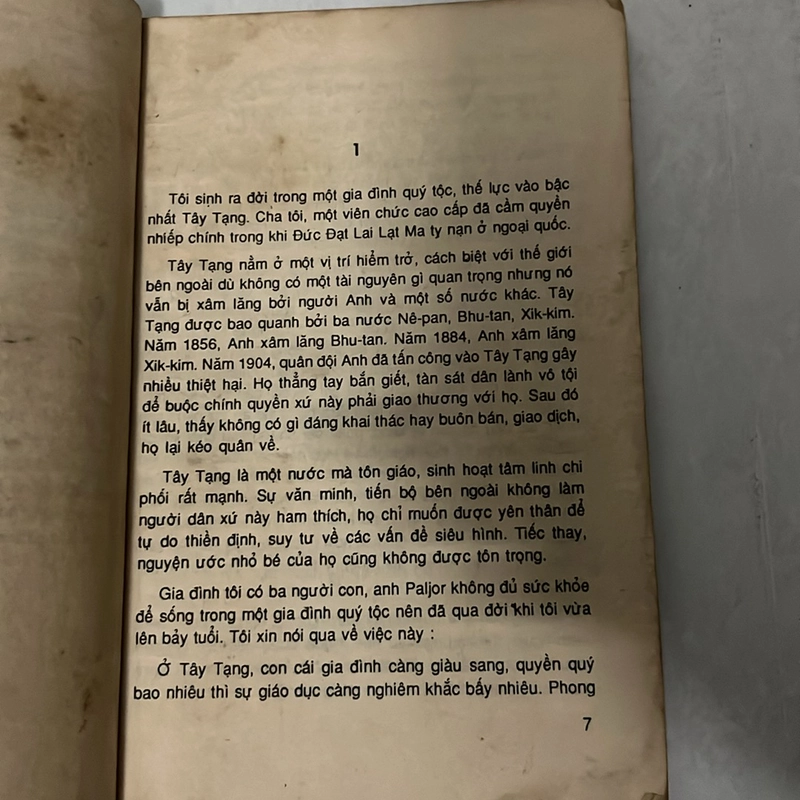 1
Tôi sinh ra đời trong một gia đình quý tộc, thế lực vào bậc
nhất Tây Tạng. Cha tôi, một viên chức cao cấp đã cầm quyền
nhiếp chính trong khi Đức Đạt Lai Lạt Ma ty nạn ở ngoại quốc.
Tây Tạng nằm ở một vị trí hiểm trở, cách biệt với thế giới
bên ngoài dù không có một tài nguyên gì quan trọng nhưng nó
vẫn bị xâm lăng bởi người Anh và một số nước khác. Tây
Tạng được bao quanh bởi ba nước Nê-pan, Bhu-tan, Xik-kim.
Năm 1856, Anh xâm lăng Bhu-tan. Năm 1884, Anh xâm lăng
Xik-kim. Năm 1904, quân đội Anh đã tấn công vào Tây Tạng gây
nhiều thiệt hại. Họ thẳng tay bắn giết, tàn sát dân lành vô tội
để buộc chính quyền xứ này phải giao thương với họ. Sau đó
ít lâu, thấy không có gì đáng khai thác hay buôn bán, giao dịch,
họ lại kéo quân về.
Tây Tạng là một nước mà tôn giáo, sinh hoạt tâm linh chi
phối rất mạnh. Sự văn minh, tiến bộ bên ngoài không làm
người dân xứ này ham thích, họ chỉ muốn được yên thân để
tự do thiền định, suy tư về các vấn đề siêu hình. Tiếc thay,
nguyện ước nhỏ bé của họ cũng không được tôn trọng.
Gia đình tôi có ba người con, anh Paljor không đủ sức khỏe
để sống trong một gia đình quý tộc nên đã qua đời khi tôi vừa
lên bảy tuổi. Tôi xin nói qua về việc này :
Ở Tây Tạng, con cái gia đình càng giàu sang, quyền quý
bao nhiêu thì sự giáo dục càng nghiêm khắc bấy nhiêu. Phong
7